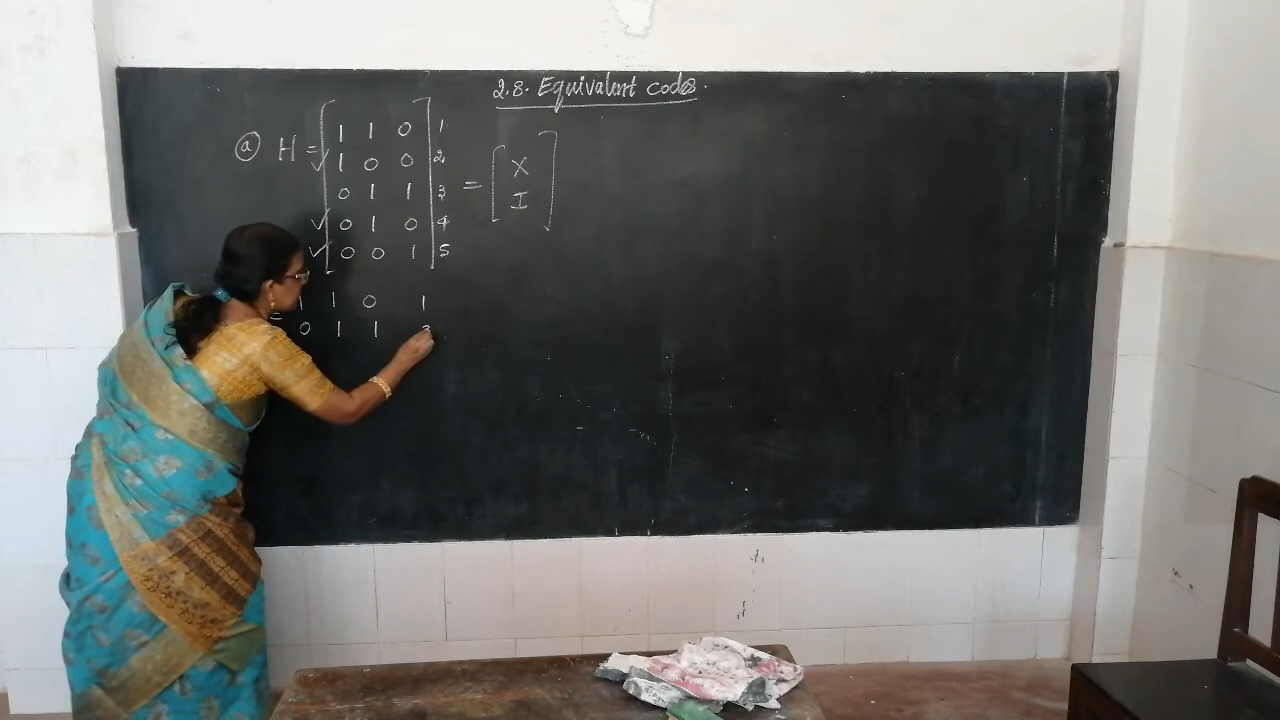 2.8. Equivalent codes.
ⓐ H =
1 1 0 1
✓ 1 0 0 2
0 1 1 3
✓ 0 1 0 4
✓ 0 0 1 5
= [ X
I ]
= 1 1 0 1
0 1 1 3